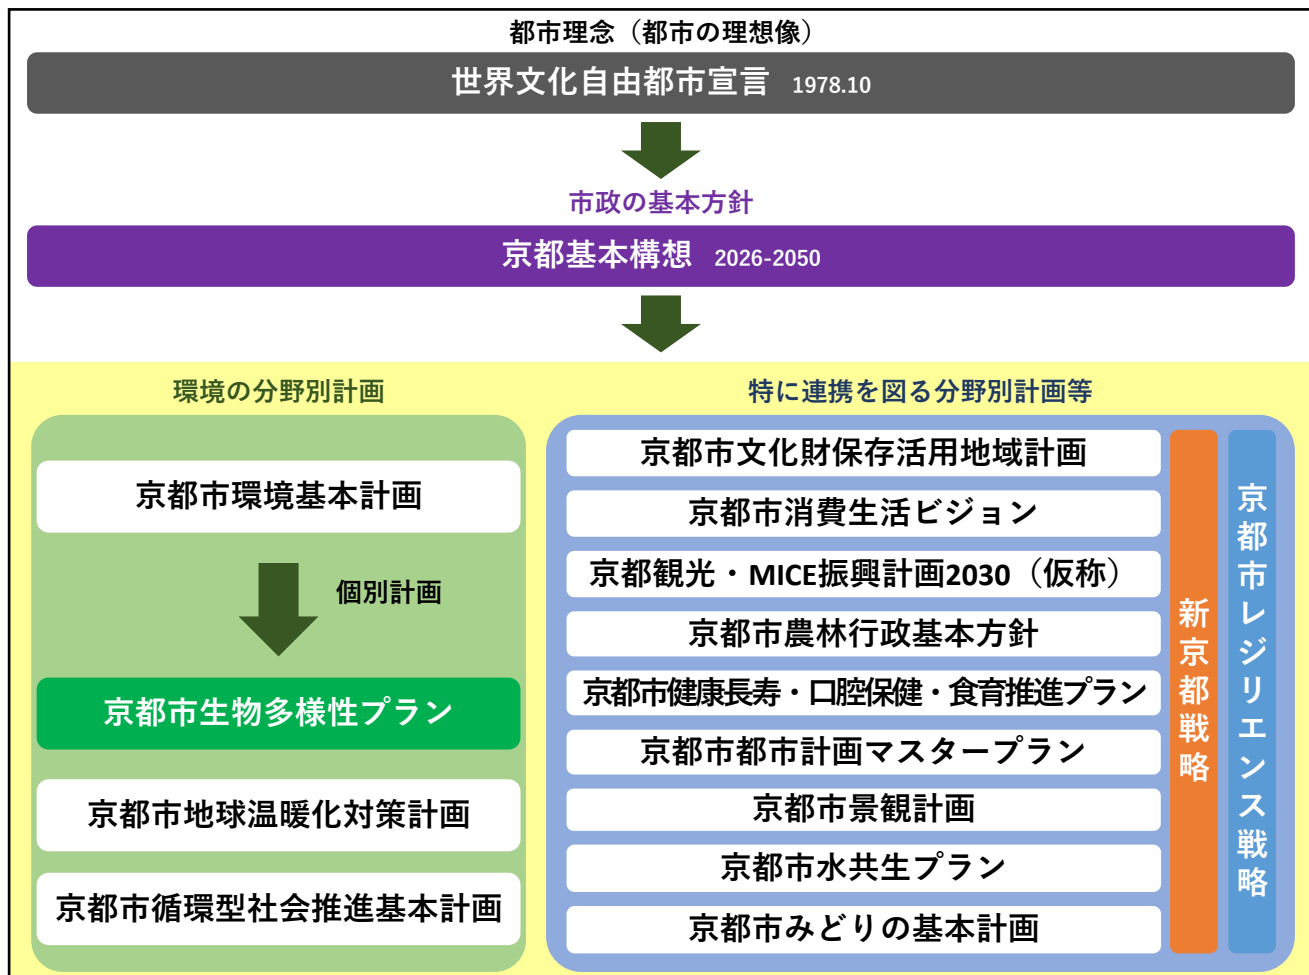 都市理念（都市の理想像）
世界文化自由都市宣言 1978.10
市政の基本方針
京都基本構想 2026-2050
環境の分野別計画
京都市環境基本計画
個別計画
京都市生物多様性プラン
京都市地球温暖化対策計画
京都市循環型社会推進基本計画
特に連携を図る分野別計画等
京都市文化財保存活用地域計画
京都市消費生活ビジョン
京都観光・MICE振興計画2030（仮称）
京都市農林行政基本方針
京都市健康長寿・口腔保健・食育推進プラン
京都市都市計画マスタープラン
京都市景観計画
京都市水共生プラン
京都市みどりの基本計画
新京都戦略
京都市レジリエンス戦略